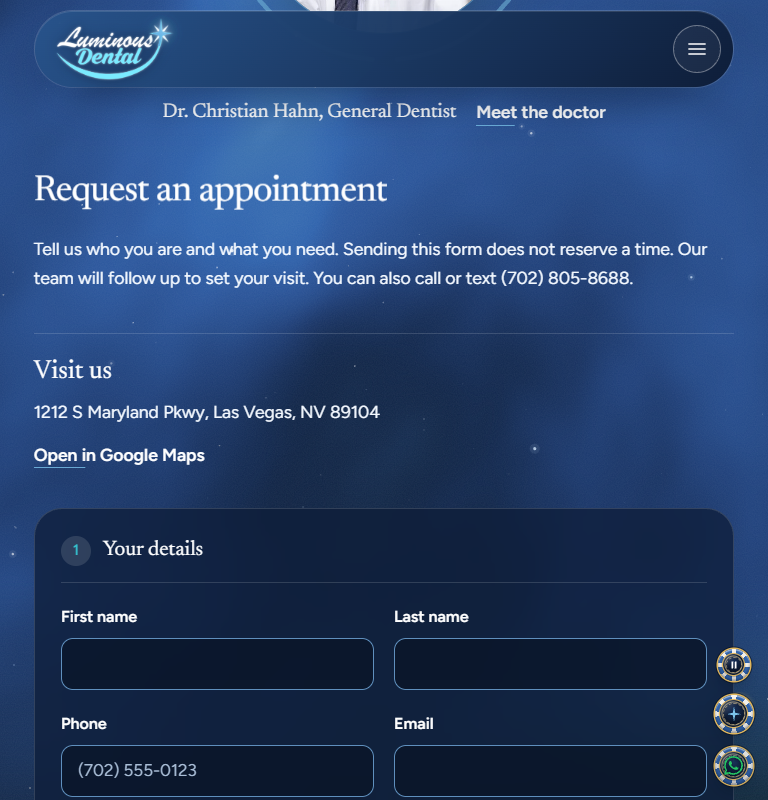 Luminous
Dental
Dr. Christian Hahn, General Dentist Meet the doctor
Request an appointment
Tell us who you are and what you need. Sending this form does not reserve a time. Our
team will follow up to set your visit. You can also call or text (702) 805-8688.
Visit us
1212 S Maryland Pkwy, Las Vegas, NV 89104
Open in Google Maps
1 Your details
First name Last name
Phone Email
(702) 555-0123